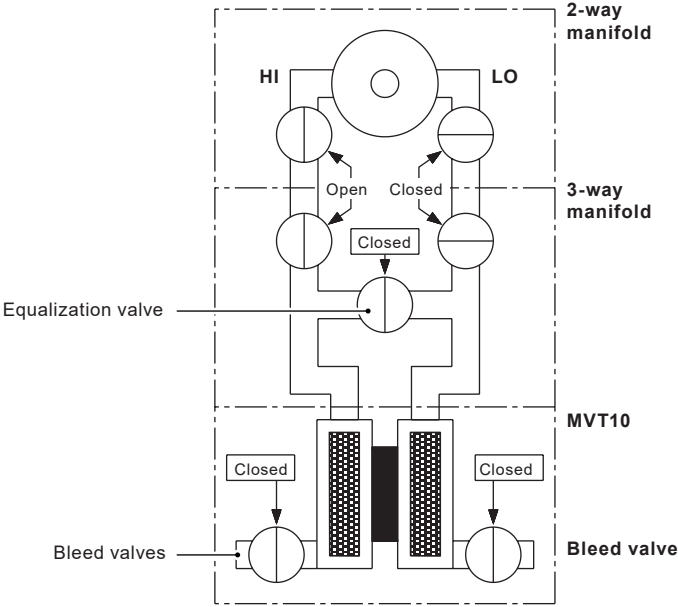 2-way
manifold
HI
LO
Open
Closed
3-way
manifold
Closed
Equalization valve
MVT10
Closed
Closed
Bleed valves
Bleed valve